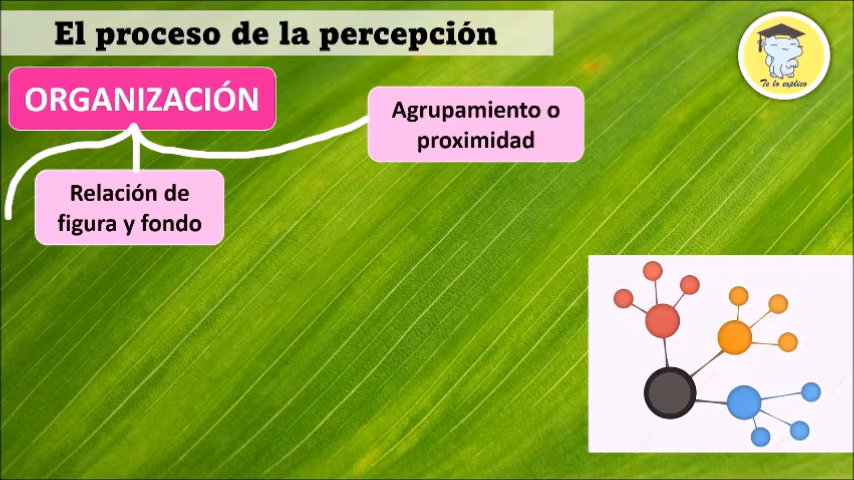 El proceso de la percepción
Te lo explico
ORGANIZACIÓN
Agrupamiento o
proximidad
Relación de
figura y fondo